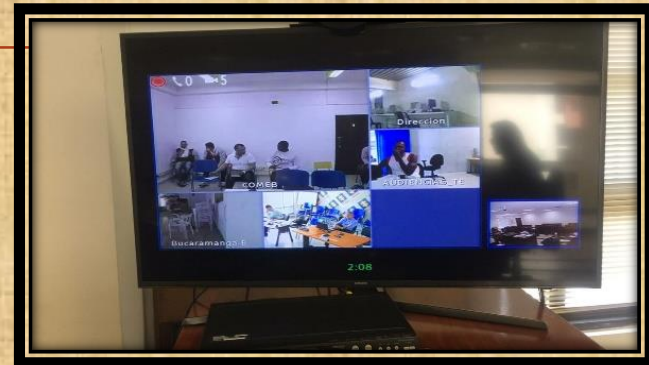 0 5
Direccion
COMEB
AUDIENCIAS_TE
Bucaramanga E
2:08